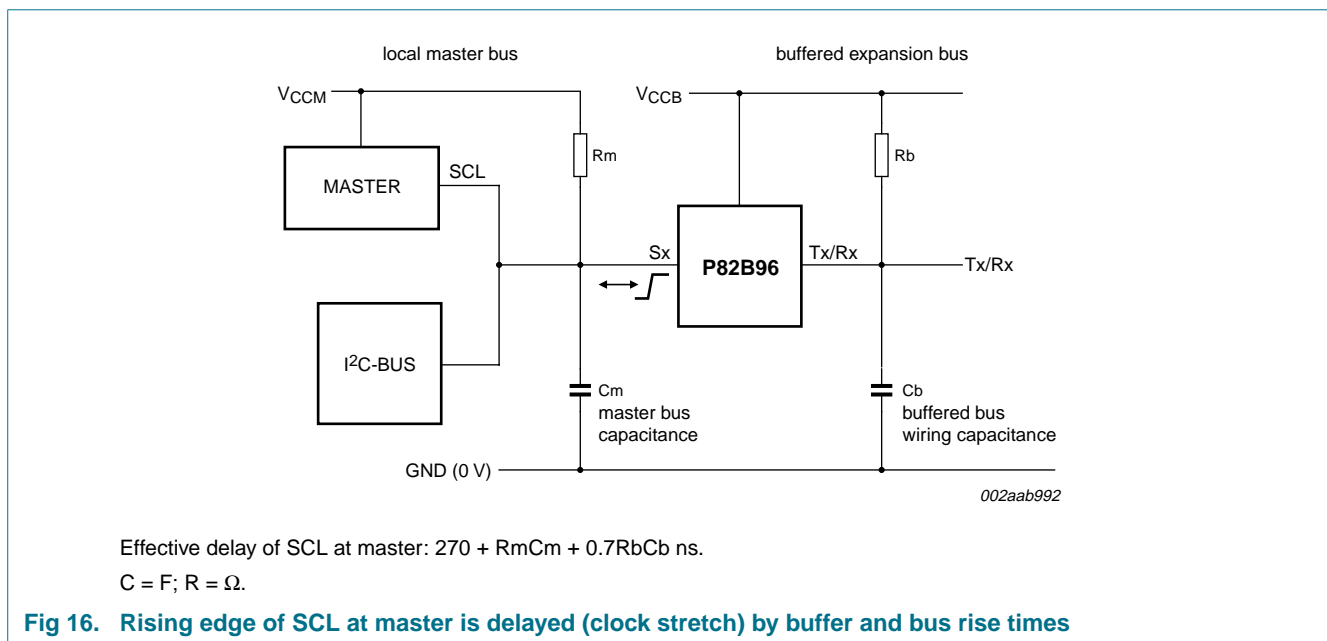 local master bus
buffered expansion bus
VCCM
VCCB
Rm
Rb
MASTER
SCL
Sx
P82B96
Tx/Rx
Tx/Rx
I²C-BUS
Cm
master bus
capacitance
Cb
buffered bus
wiring capacitance
GND (0 V)
002aab992
Effective delay of SCL at master: 270 + RmCm + 0.7RbCb ns.
C = F; R = Ω.
Fig 16. Rising edge of SCL at master is delayed (clock stretch) by buffer and bus rise times